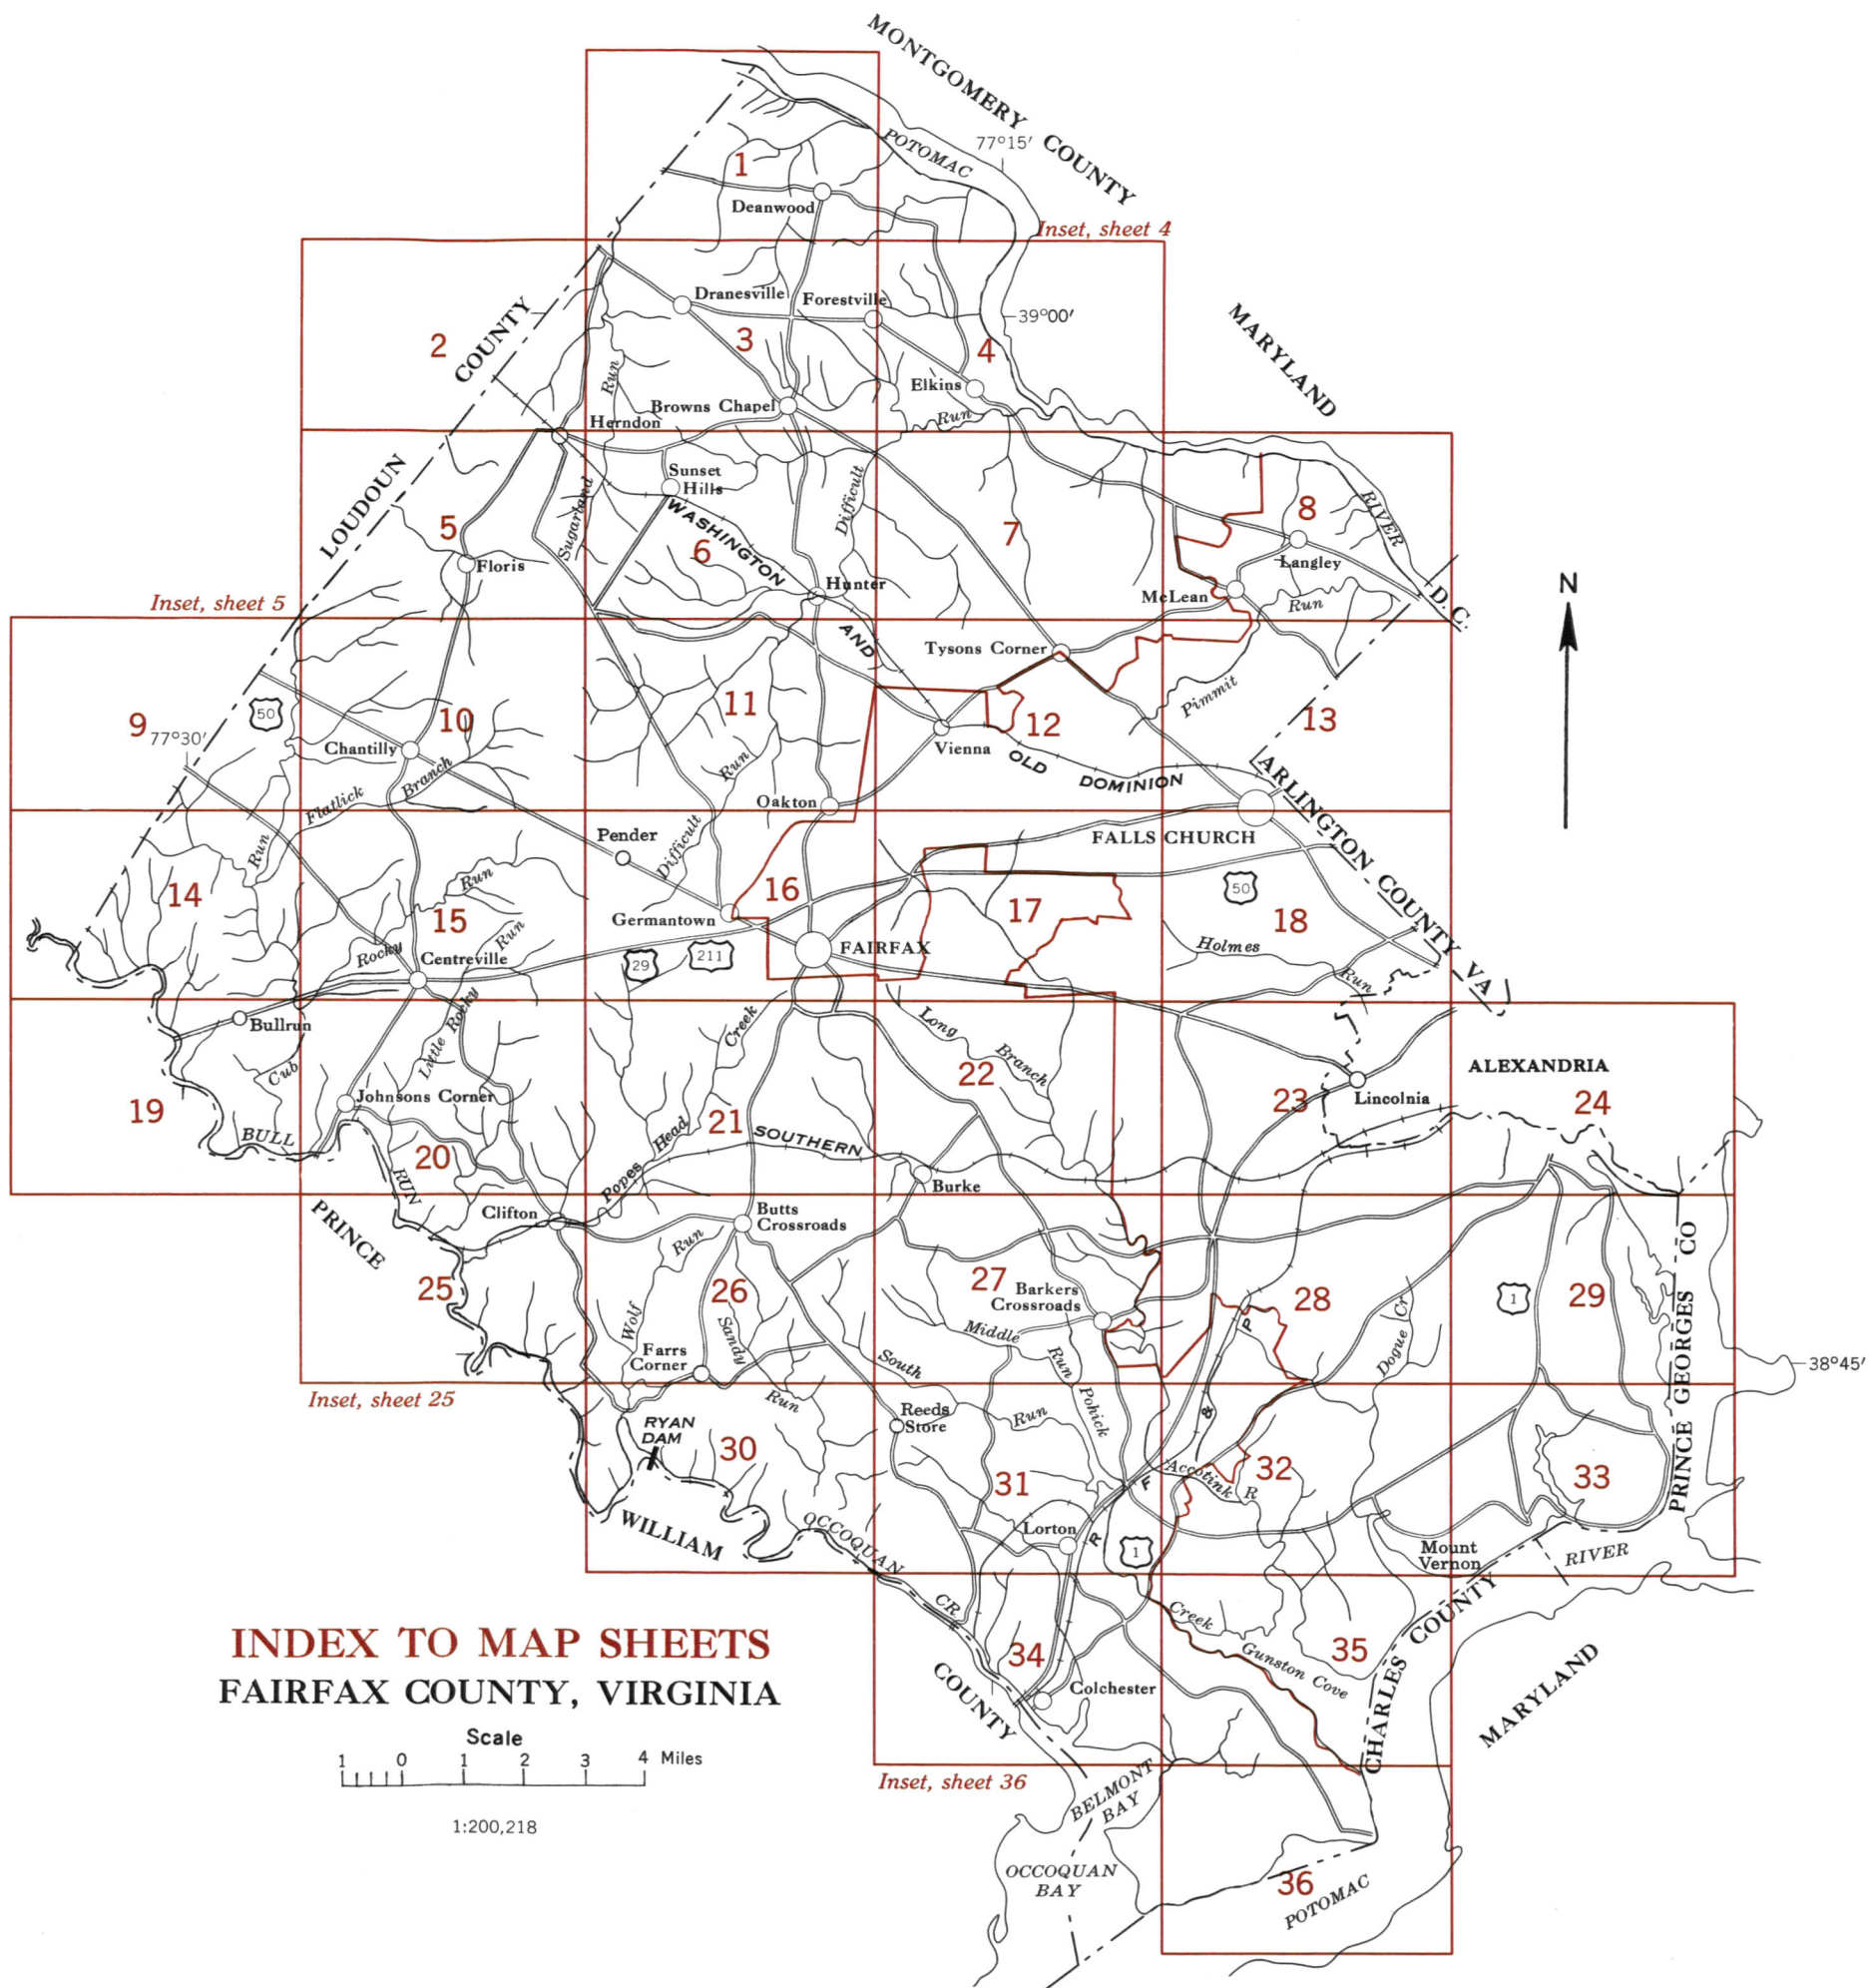 MONTGOMERY COUNTY
POTOMAC
77°15′
1
Deanwood
Inset, sheet 4
Dranesville
Forestville
39°00′
MARYLAND
2
COUNTY
3
4
Run
Elkins
Browns Chapel
Run
Herndon
Sunset
Hills
LOUDOUN
RIVER
8
5
Sugarland
WASHINGTON
6
Difficult
7
Langley
Floris
Hunter
McLean
Run
D. C.
N
Inset, sheet 5
AND
Tysons Corner
Pimmit
9
50
10
11
12
13
77°30′
Chantilly
Vienna
OLD
DOMINION
Run
Flatlick
Branch
Oakton
ARLINGTON COUNTY VA
FALLS CHURCH
Pender
Difficult
Run
14
Run
15
16
17
50
18
Germantown
Rocky
Run
Centreville
29
211
FAIRFAX
Holmes
Run
Bullrun
Little Rocky
Creek
Long
Branch
ALEXANDRIA
Cub
22
Johnsons Corner
23
Lincolnia
24
19
BULL
21
SOUTHERN
20
Head
RUN
Popes
Burke
PRINCE
Clifton
Butts
Crossroads
Run
25
26
27
Barkers
Crossroads
28
1
29
PRINCE GEORGES CO
Wolf
Sandy
Middle
P
Dogue Cr
Farrs
Corner
South
Run
38°45′
Inset, sheet 25
Run
Reeds
Store
Run
Pohick
&
RYAN
DAM
30
31
F
Accotink
R
32
33
WILLIAM
OCCOQUAN
Lorton
R
1
Mount
Vernon
RIVER
CR
Creek
INDEX TO MAP SHEETS
34
Gunston Cove
35
CHARLES COUNTY
FAIRFAX COUNTY, VIRGINIA
COUNTY
Colchester
MARYLAND
Scale
1 0 1 2 3 4 Miles
Inset, sheet 36
BELMONT
BAY
1:200,218
OCCOQUAN
BAY
36
POTOMAC